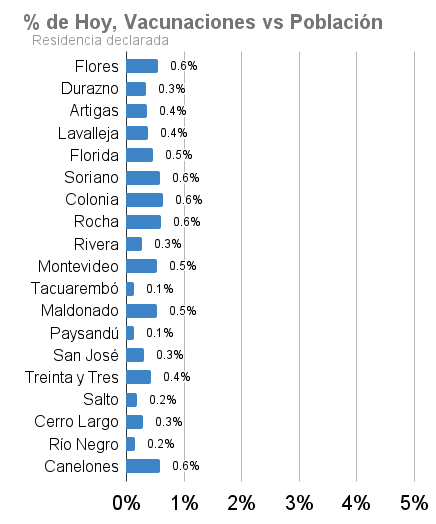 % de Hoy, Vacunaciones vs Población
Residencia declarada
Flores 0.6%
Durazno 0.3%
Artigas 0.4%
Lavalleja 0.4%
Florida 0.5%
Soriano 0.6%
Colonia 0.6%
Rocha 0.6%
Rivera 0.3%
Montevideo 0.5%
Tacuarembó 0.1%
Maldonado 0.5%
Paysandú 0.1%
San José 0.3%
Treinta y Tres 0.4%
Salto 0.2%
Cerro Largo 0.3%
Río Negro 0.2%
Canelones 0.6%
0% 1% 2% 3% 4% 5%